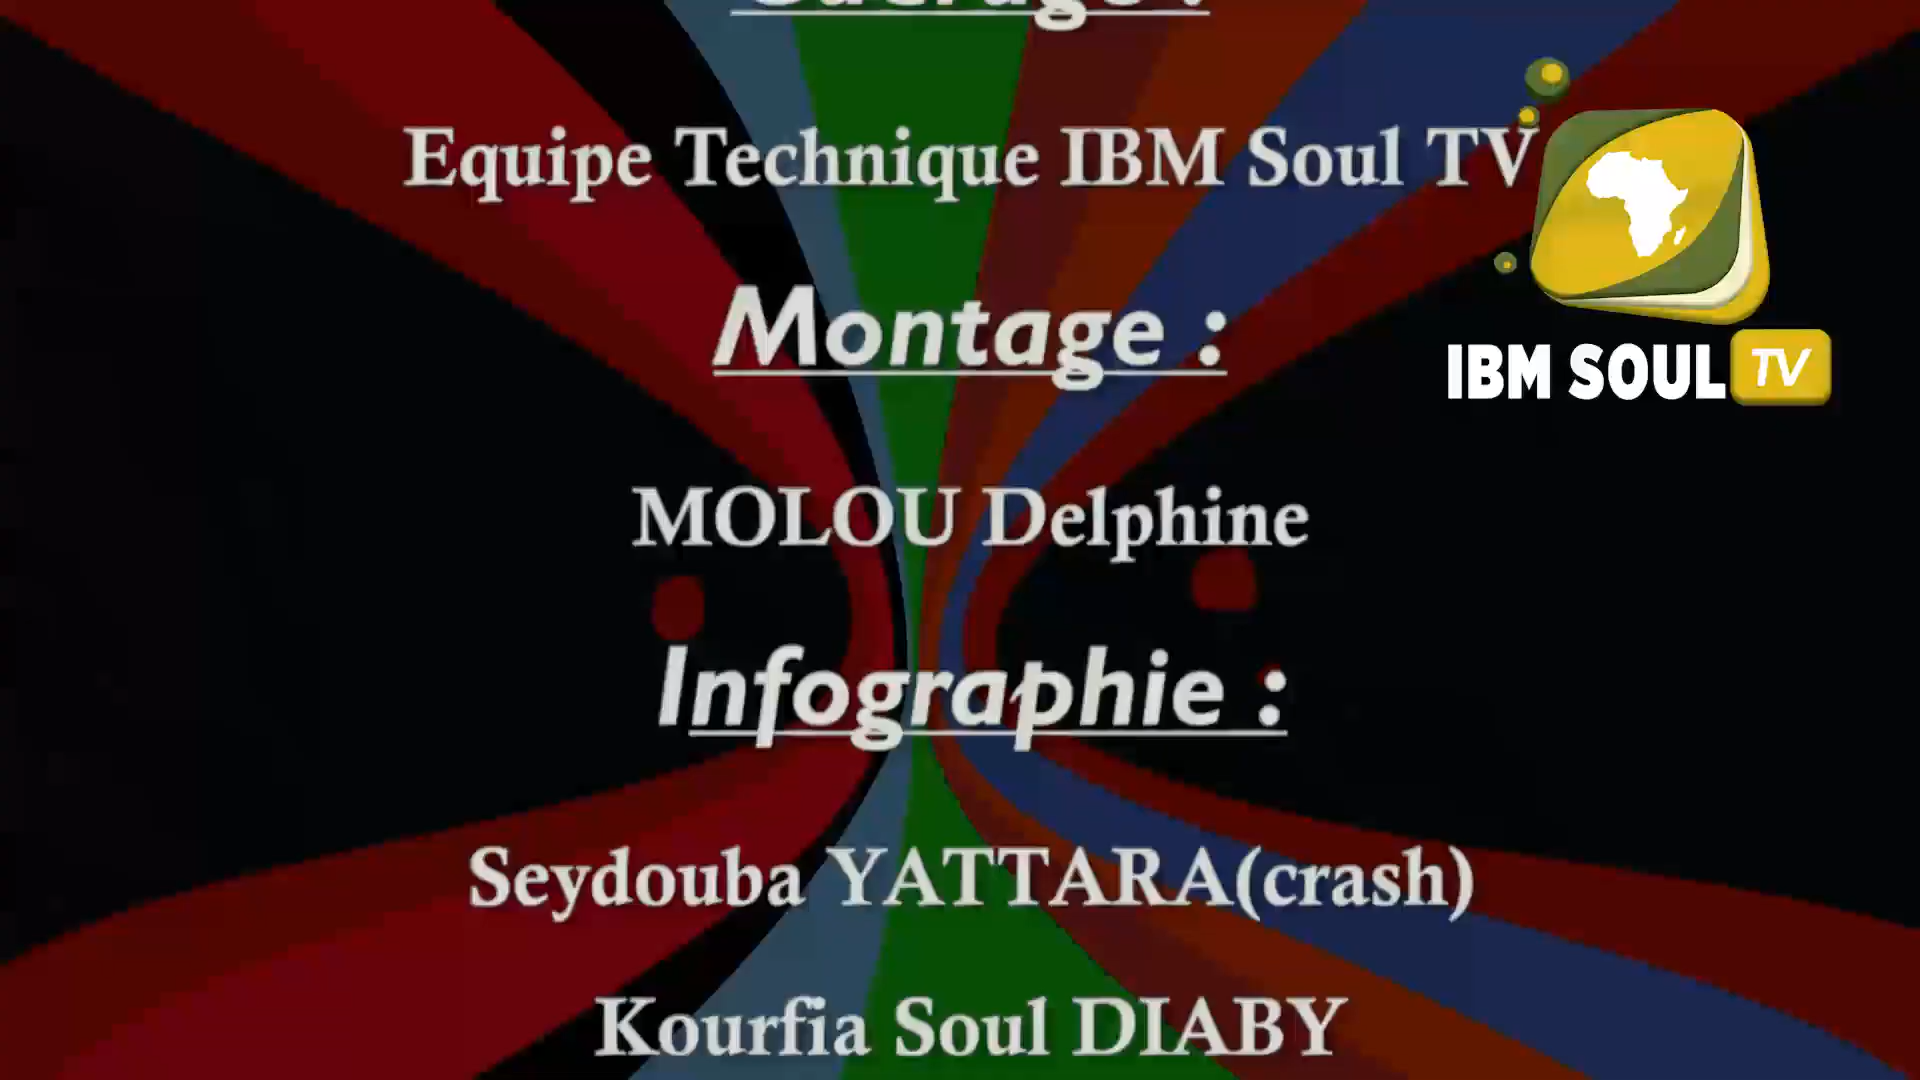 Equipe Technique IBM Soul TV
IBM SOUL TV
Montage :
MOLOU Delphine
Infographie :
Seydouba YATTARA(crash)
Kourfia Soul DIABY